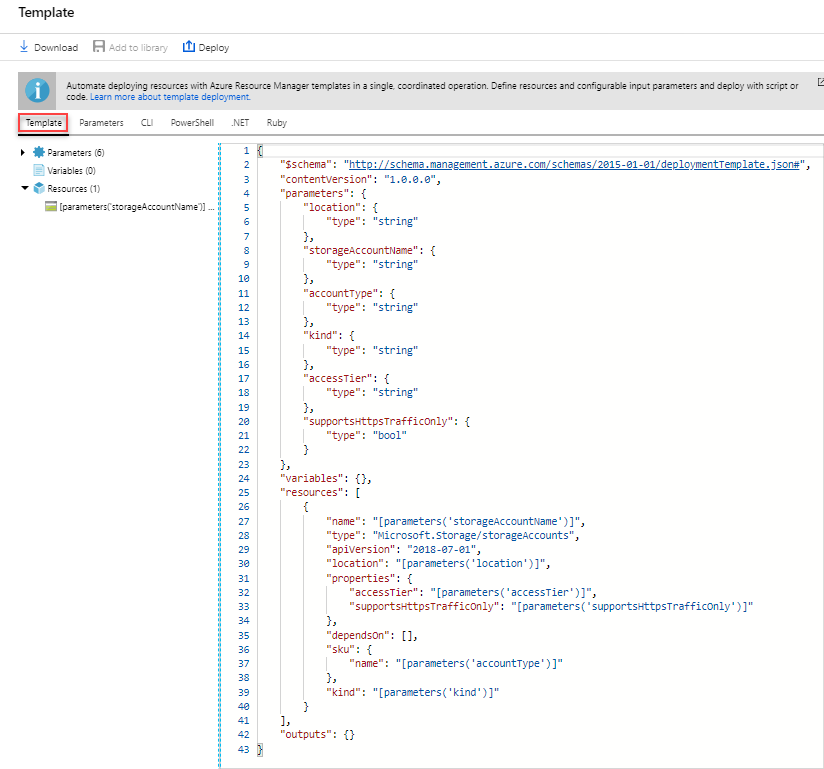 Template
Download Add to library Deploy
Automate deploying resources with Azure Resource Manager templates in a single, coordinated operation. Define resources and configurable input parameters and deploy with script or
code. Learn more about template deployment.
Template Parameters CLI PowerShell .NET Ruby
Parameters (6)
Variables (0)
Resources (1)
[parameters('storageAccountName')] ...
1 {
2 "$schema": "http://schema.management.azure.com/schemas/2015-01-01/deploymentTemplate.json#",
3 "contentVersion": "1.0.0.0",
4 "parameters": {
5 "location": {
6 "type": "string"
7 },
8 "storageAccountName": {
9 "type": "string"
10 },
11 "accountType": {
12 "type": "string"
13 },
14 "kind": {
15 "type": "string"
16 },
17 "accessTier": {
18 "type": "string"
19 },
20 "supportsHttpsTrafficOnly": {
21 "type": "bool"
22 }
23 },
24 "variables": {},
25 "resources": [
26 {
27 "name": "[parameters('storageAccountName')]",
28 "type": "Microsoft.Storage/storageAccounts",
29 "apiVersion": "2018-07-01",
30 "location": "[parameters('location')]",
31 "properties": {
32 "accessTier": "[parameters('accessTier')]",
33 "supportsHttpsTrafficOnly": "[parameters('supportsHttpsTrafficOnly')]"
34 },
35 "dependsOn": [],
36 "sku": {
37 "name": "[parameters('accountType')]"
38 },
39 "kind": "[parameters('kind')]"
40 }
41 ],
42 "outputs": {}
43 }